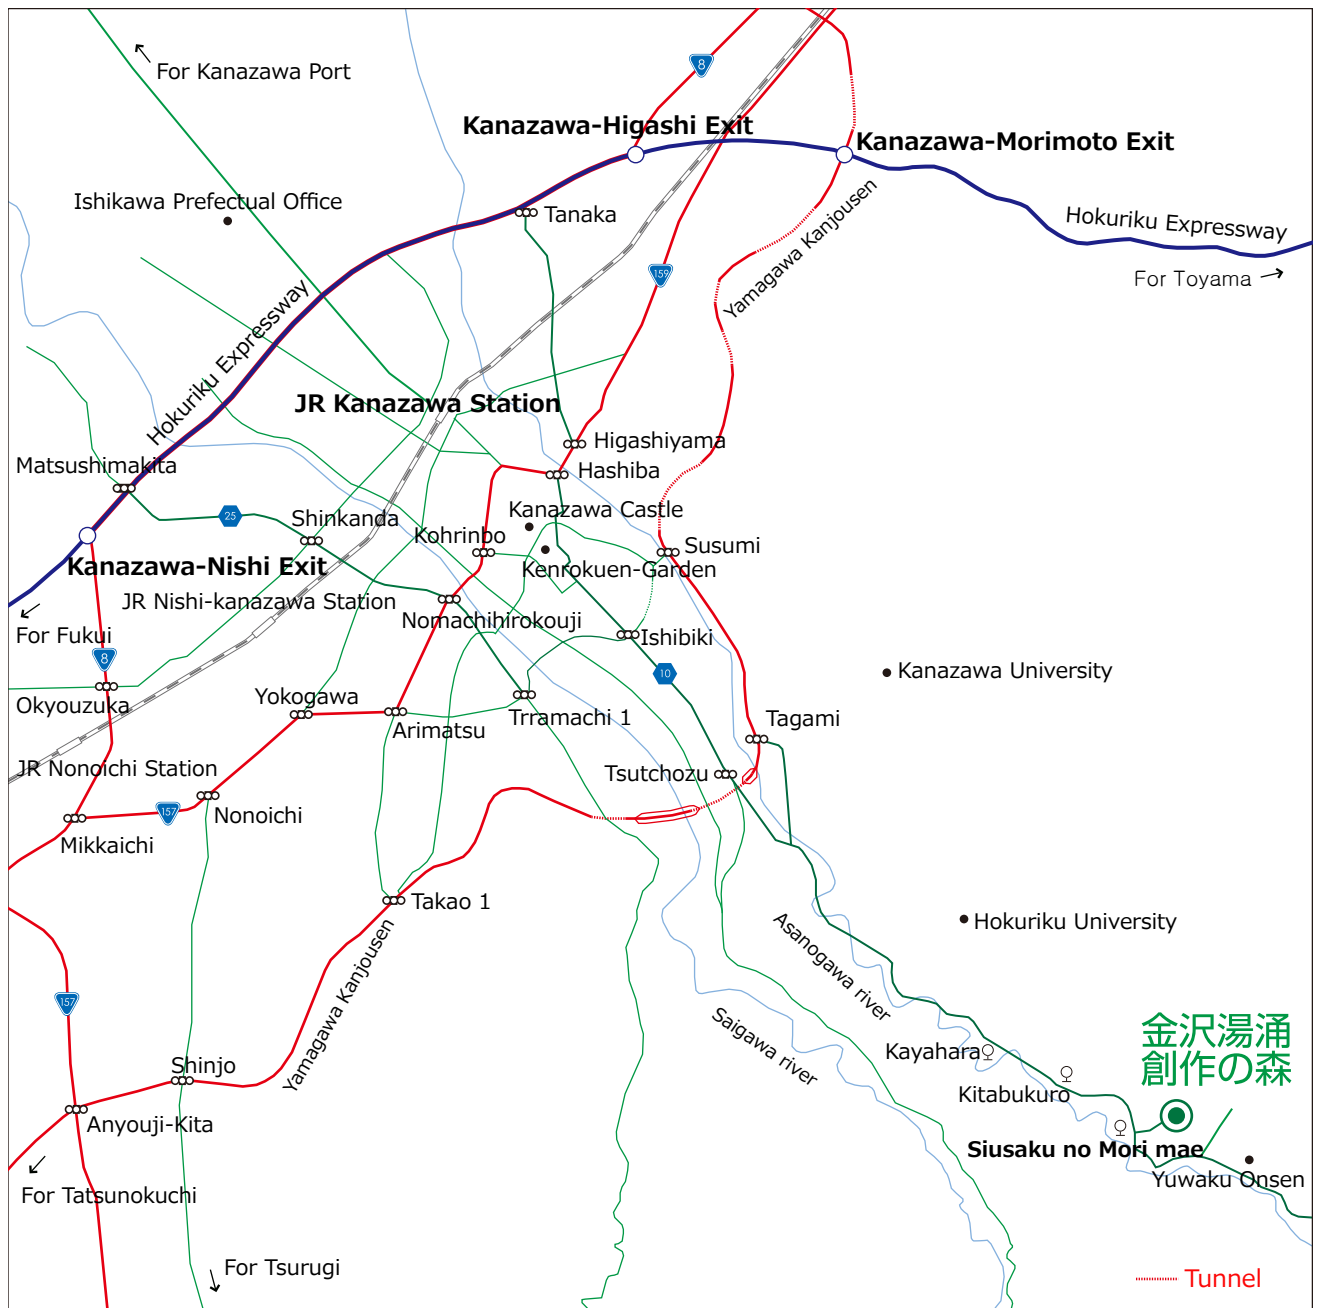 For Kanazawa Port
8
Kanazawa-Higashi Exit
Kanazawa-Morimoto Exit
Ishikawa Prefectual Office
Tanaka
Yamagawa Kanjousen
Hokuriku Expressway
159
For Toyama
Hokuriku Expressway
JR Kanazawa Station
Higashiyama
Matsushimakita
Hashiba
25
Shinkanda
Kanazawa Castle
Kohrinbo
Susumi
Kanazawa-Nishi Exit
Kenrokuen-Garden
JR Nishi-kanazawa Station
Nomachihirokouji
For Fukui
Ishibiki
8
10
Kanazawa University
Okyouzuka
Yokogawa
Arimatsu
Trramachi 1
Tagami
JR Nonoichi Station
Tsutchozu
157
Nonoichi
Mikkaichi
Takao 1
Hokuriku University
Asanogawa river
Yamagawa Kanjousen
157
Saigawa river
金沢湯涌
創作の森
Kayahara
Shinjo
Kitabukuro
Anyouji-Kita
Siusaku no Mori mae
Yuwaku Onsen
For Tatsunokuchi
For Tsurugi
Tunnel